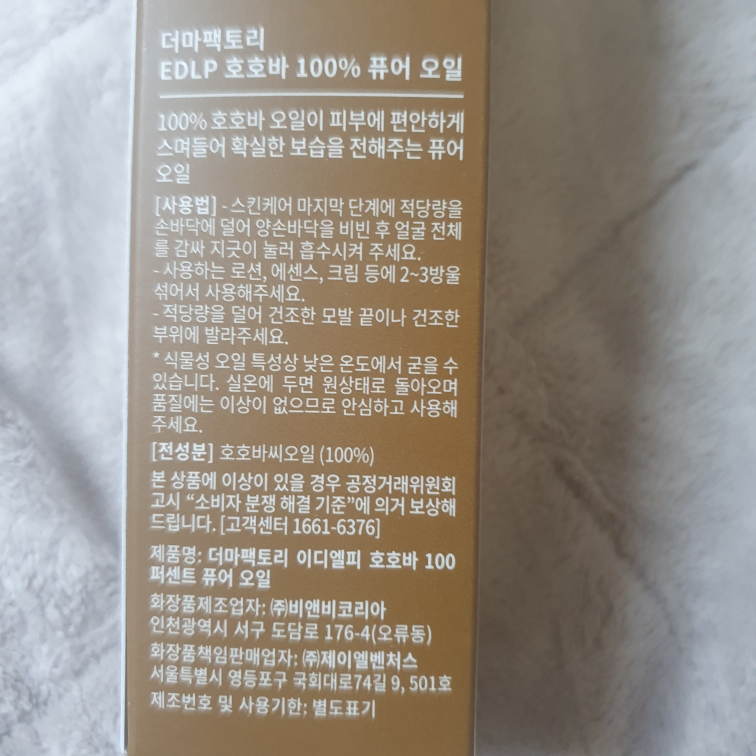 더마팩토리
EDLP 호호바 100% 퓨어 오일
100% 호호바 오일이 피부에 편안하게
스며들어 확실한 보습을 전해주는 퓨어
오일
[사용법] - 스킨케어 마지막 단계에 적당량을
손바닥에 덜어 양손바닥을 비빈 후 얼굴 전체
를 감싸 지긋이 눌러 흡수시켜 주세요.
- 사용하는 로션, 에센스, 크림 등에 2~3방울
섞어서 사용해주세요.
- 적당량을 덜어 건조한 모발 끝이나 건조한
부위에 발라주세요.
* 식물성 오일 특성상 낮은 온도에서 굳을 수
있습니다. 실온에 두면 원상태로 돌아오며
품질에는 이상이 없으므로 안심하고 사용해
주세요.
[전성분] 호호바씨오일 (100%)
본 상품에 이상이 있을 경우 공정거래위원회
고시 “소비자 분쟁 해결 기준”에 의거 보상해
드립니다. [고객센터 1661-6376]
제품명: 더마팩토리 이디엘피 호호바 100
퍼센트 퓨어 오일
화장품제조업자: ㈜비앤비코리아
인천광역시 서구 도담로 176-4(오류동)
화장품책임판매업자: ㈜제이엘벤처스
서울특별시 영등포구 국회대로74길 9, 501호
제조번호 및 사용기한: 별도표기